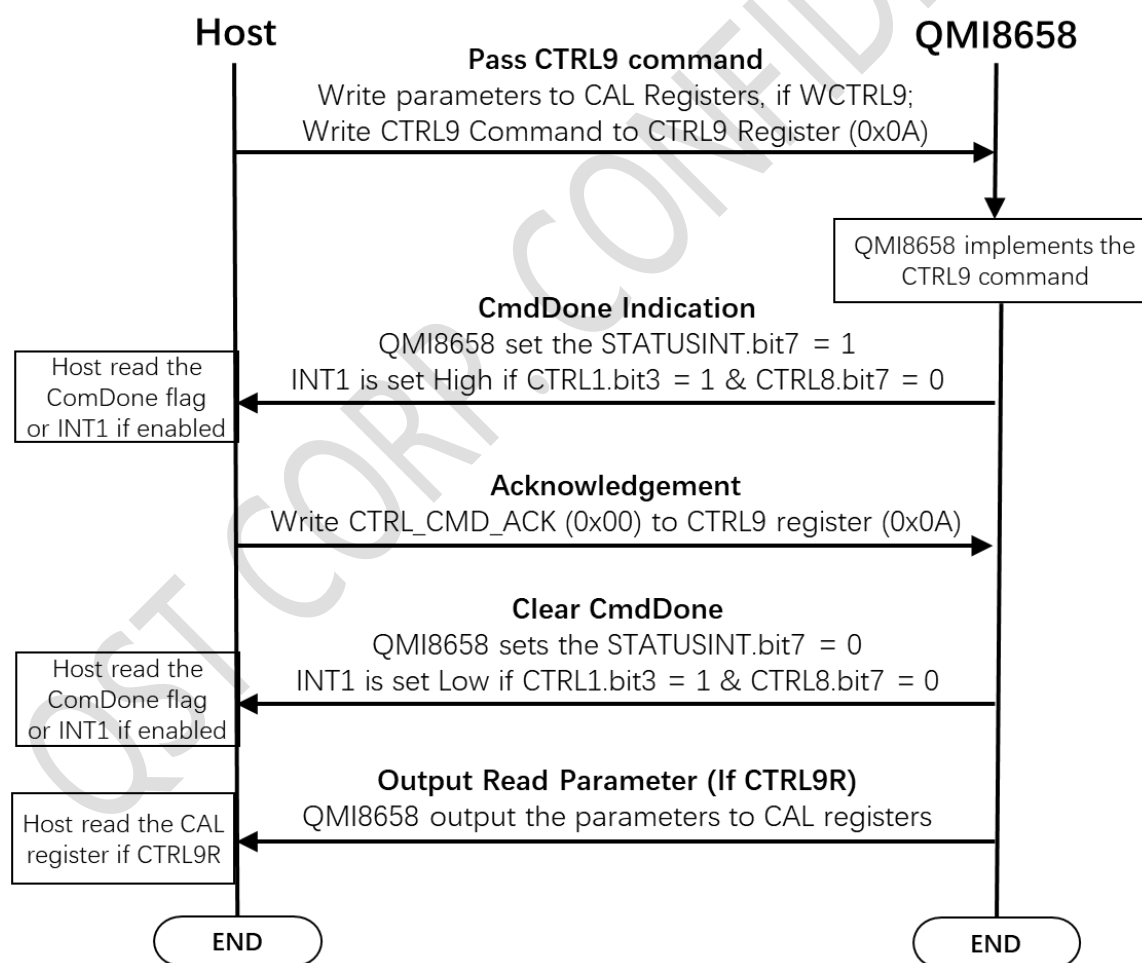 Host
QMI8658
Pass CTRL9 command
Write parameters to CAL Registers, if WCTRL9;
Write CTRL9 Command to CTRL9 Register (0x0A)
QMI8658 implements the
CTRL9 command
CmdDone Indication
QMI8658 set the STATUSINT.bit7 = 1
INT1 is set High if CTRL1.bit3 = 1 & CTRL8.bit7 = 0
Host read the
ComDone flag
or INT1 if enabled
Acknowledgement
Write CTRL_CMD_ACK (0x00) to CTRL9 register (0x0A)
Clear CmdDone
QMI8658 sets the STATUSINT.bit7 = 0
INT1 is set Low if CTRL1.bit3 = 1 & CTRL8.bit7 = 0
Host read the
ComDone flag
or INT1 if enabled
Output Read Parameter (If CTRL9R)
QMI8658 output the parameters to CAL registers
Host read the CAL
register if CTRL9R
END
END
QST CORP. CONFID